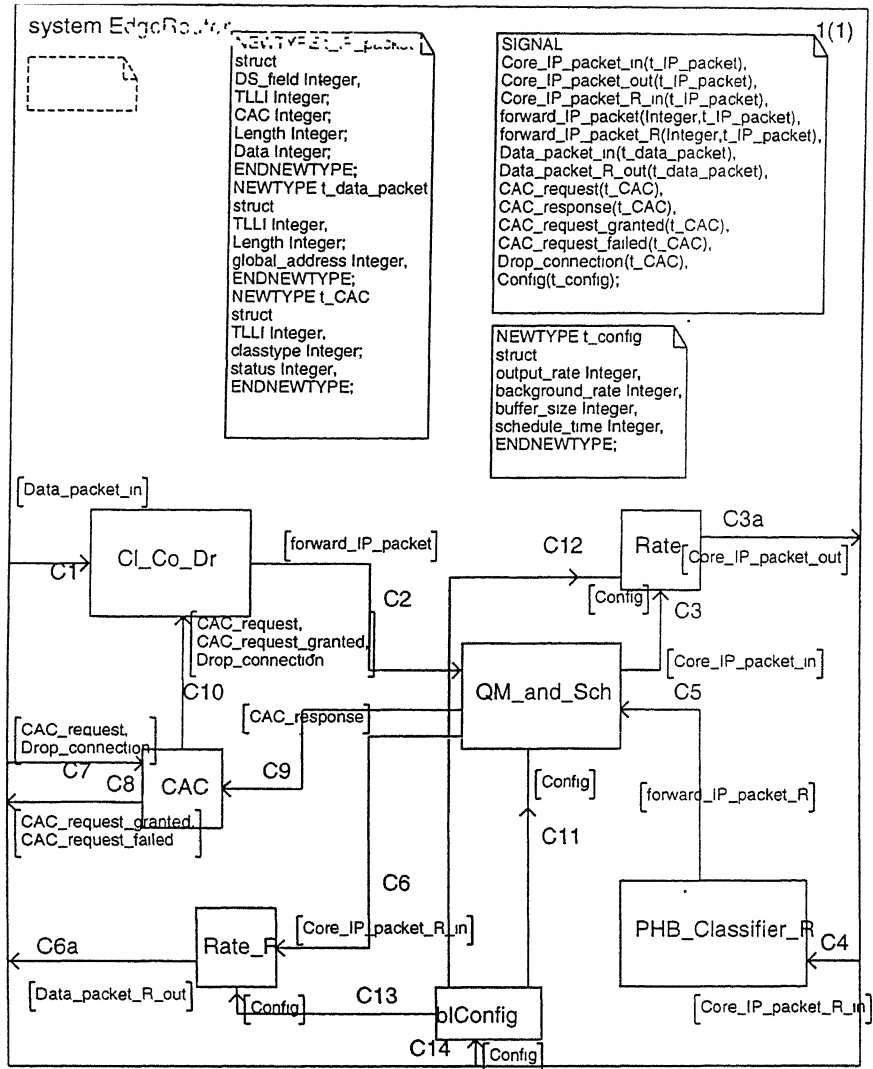 system EdgeRouter
1(1)
NEWTYPE t_IP_packet
struct
DS_field Integer,
TLLI Integer;
CAC Integer;
Length Integer;
Data Integer;
ENDNEWTYPE;
NEWTYPE t_data_packet
struct
TLLI Integer,
Length Integer;
global_address Integer,
ENDNEWTYPE;
NEWTYPE t_CAC
struct
TLLI Integer,
classtype Integer;
status Integer,
ENDNEWTYPE;
SIGNAL
Core_IP_packet_in(t_IP_packet),
Core_IP_packet_out(t_IP_packet),
Core_IP_packet_R_in(t_IP_packet),
forward_IP_packet(Integer,t_IP_packet),
forward_IP_packet_R(Integer,t_IP_packet),
Data_packet_in(t_data_packet),
Data_packet_R_out(t_data_packet),
CAC_request(t_CAC),
CAC_response(t_CAC),
CAC_request_granted(t_CAC),
CAC_request_failed(t_CAC),
Drop_connection(t_CAC),
Config(t_config);
NEWTYPE t_config
struct
output_rate Integer,
background_rate Integer,
buffer_size Integer,
schedule_time Integer,
ENDNEWTYPE;
[Data_packet_in]
C1
Cl_Co_Dr
[forward_IP_packet]
C2
C12
Rate
C3a
[Core_IP_packet_out]
[Config]
C3
[CAC_request,
CAC_request_granted,
Drop_connection]
C10
QM_and_Sch
[Core_IP_packet_in]
C5
[CAC_response]
[CAC_request,
Drop_connection]
C7
C8
CAC
C9
[Config]
[forward_IP_packet_R]
C11
[CAC_request_granted,
CAC_request_failed]
C6
[Core_IP_packet_R_in]
PHB_Classifier_R
C4
C6a
Rate_R
[Data_packet_R_out]
[Config]
C13
blConfig
[Core_IP_packet_R_in]
C14
[Config]